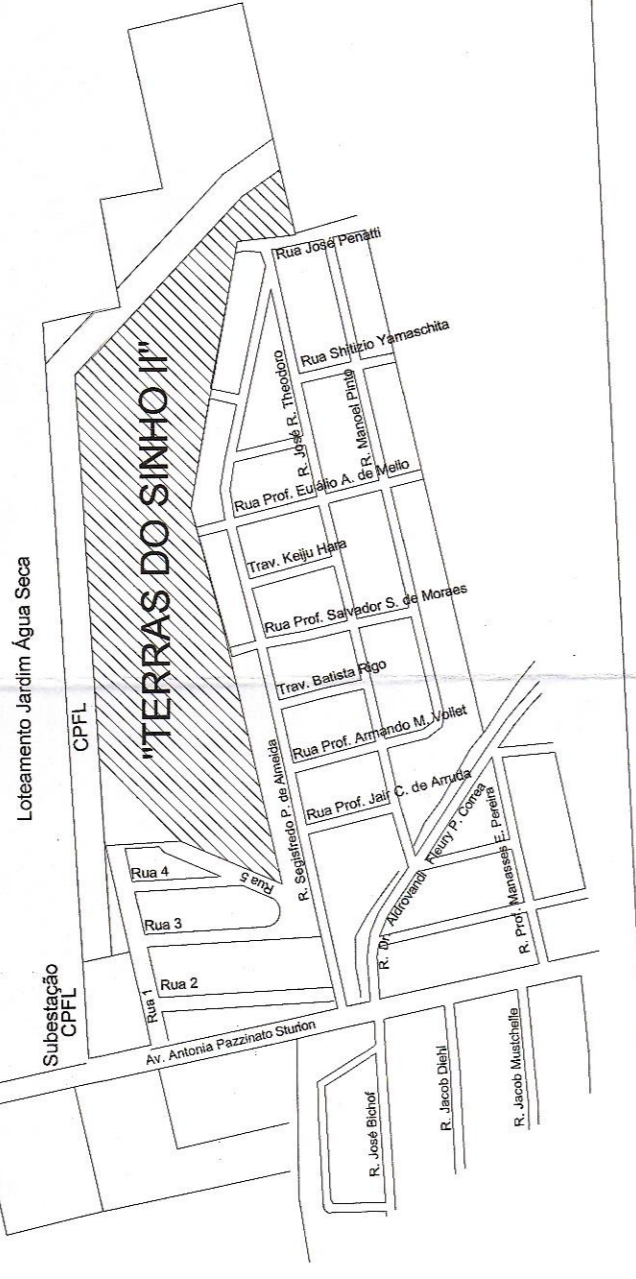 Loteamento Jardim Água Seca
CPFL
Subestação
CPFL
"TERRAS DO SINHO II"
Rua 1
Rua 2
Rua 3
Rua 4
Rua 5
Av. Antonia Pazzinato Sturion
R. Segisfredo P. de Almeida
R. José R. Theodoro
R. Manoel Pinto
Rua José Penatti
Rua Shitizio Yamaschita
Rua Prof. Eulálio A. de Mello
Trav. Keiju Hara
Rua Prof. Salvador S. de Moraes
Trav. Batista Rigo
Rua Prof. Armando M. Vollet
Rua Prof. Jair C. de Arruda
R. Dr. Aldrovandi Fleury P. Correa
R. Prof. Manasses E. Pereira
R. José Bichof
R. Jacob Diehl
R. Jacob Mustchelle